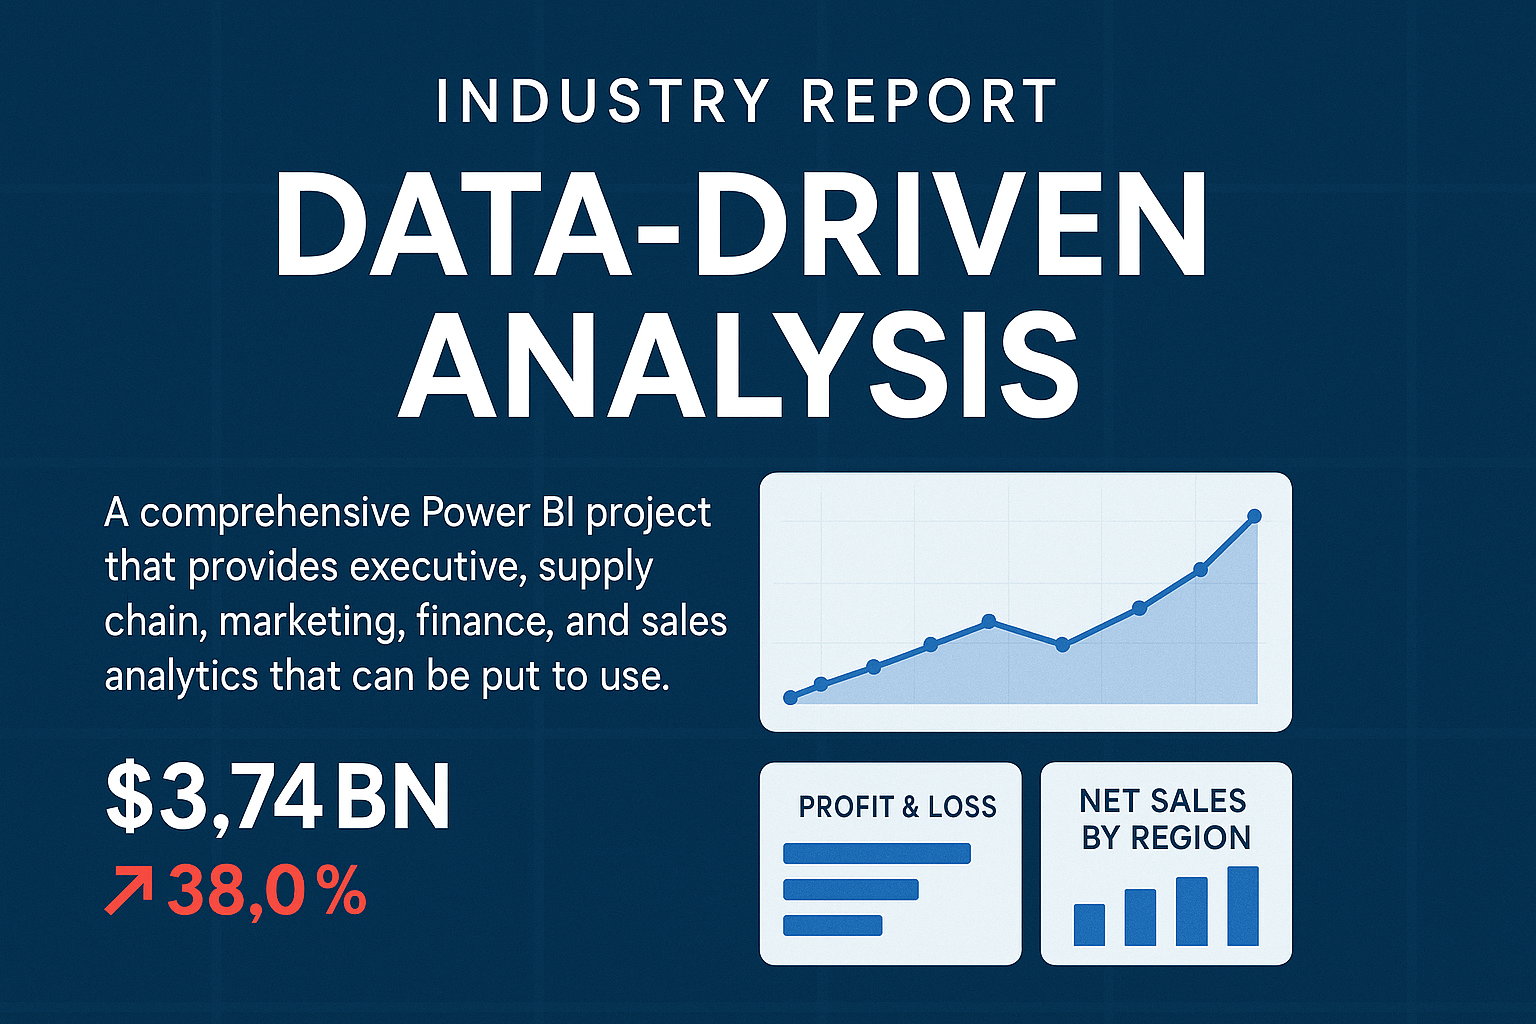 INDUSTRY REPORT
DATA-DRIVEN
ANALYSIS
A comprehensive Power BI project
that provides executive, supply
chain, marketing, finance, and sales
analytics that can be put to use.
$3,74 BN
↗ 38,0 %
PROFIT & LOSS
NET SALES
BY REGION